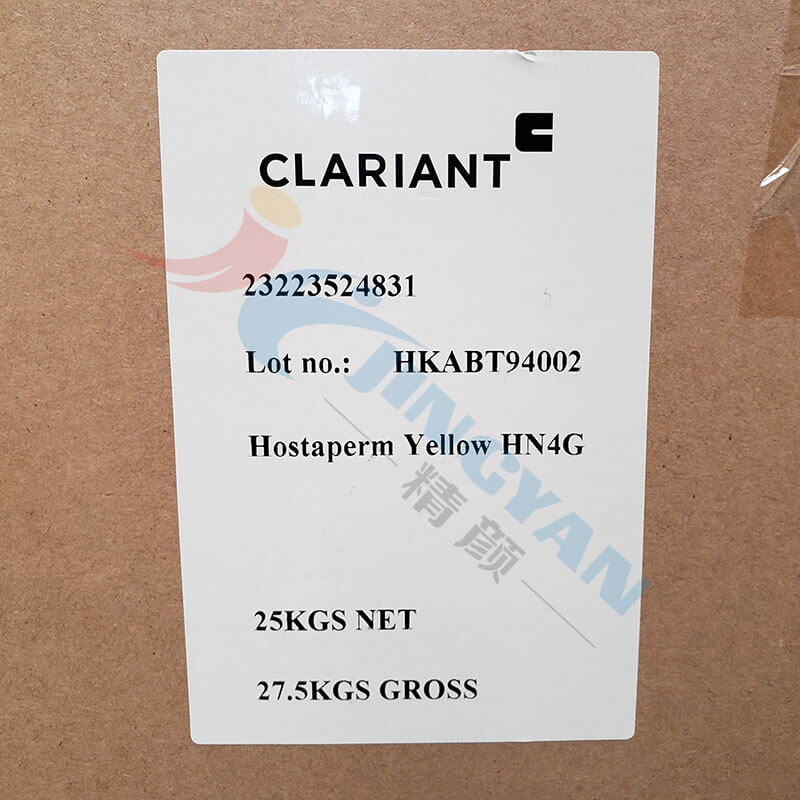 CLARIANT
23223524831
Lot no.: HKABT94002
Hostaperm Yellow HN4G
25KGS NET
27.5KGS GROSS
JINGYAN
精颜